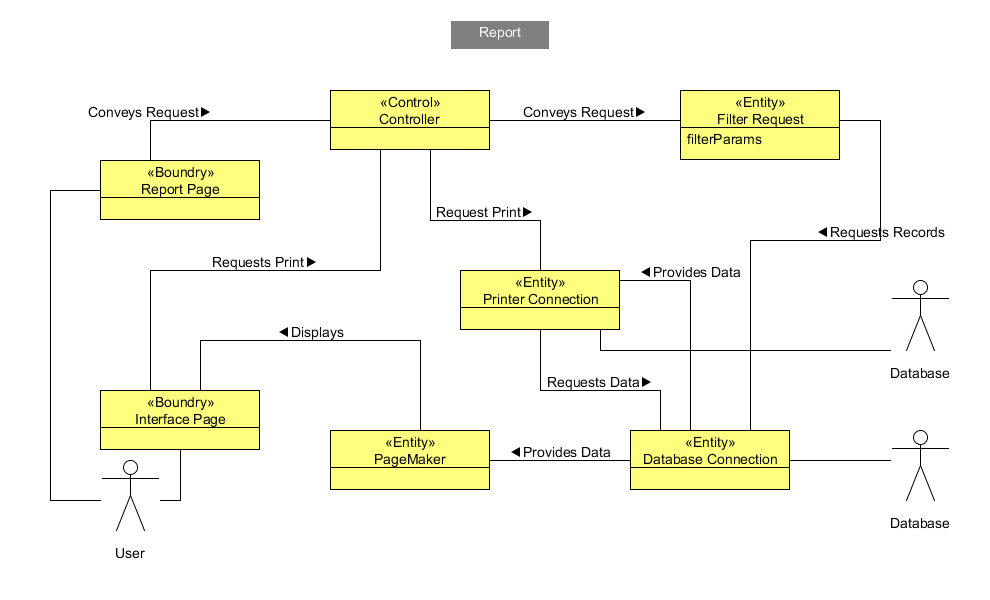 Report
Conveys Request
«Control»
Controller
Conveys Request
«Entity»
Filter Request
filterParams
«Boundry»
Report Page
Request Print
Requests Records
Requests Print
«Entity»
Printer Connection
Provides Data
Displays
Database
Requests Data
«Boundry»
Interface Page
«Entity»
PageMaker
Provides Data
«Entity»
Database Connection
Database
User